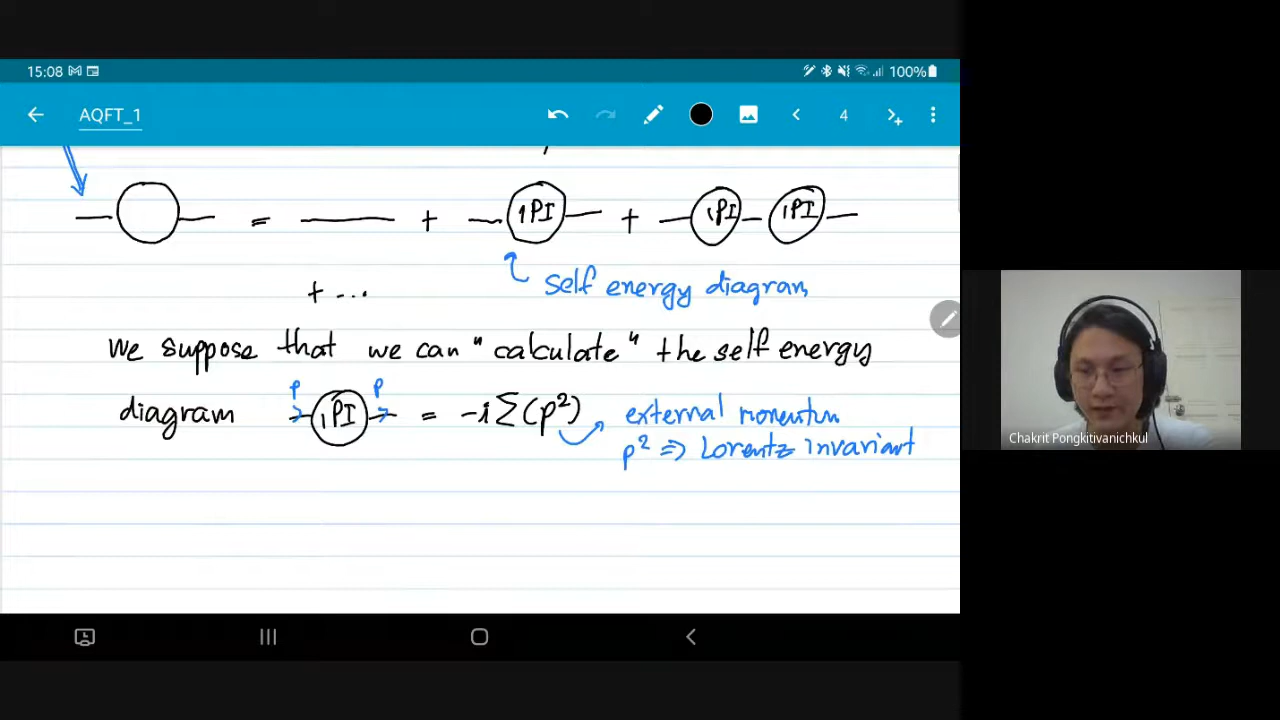 15:08 100%
AQFT_1 4
= + 1PI + 1PI 1PI
+ ... self energy diagram
We suppose that we can "calculate" the self energy
p p
diagram 1PI = -i Σ(p²) external momentum
p² => Lorentz invariant
Chakrit Pongkitivanichkul